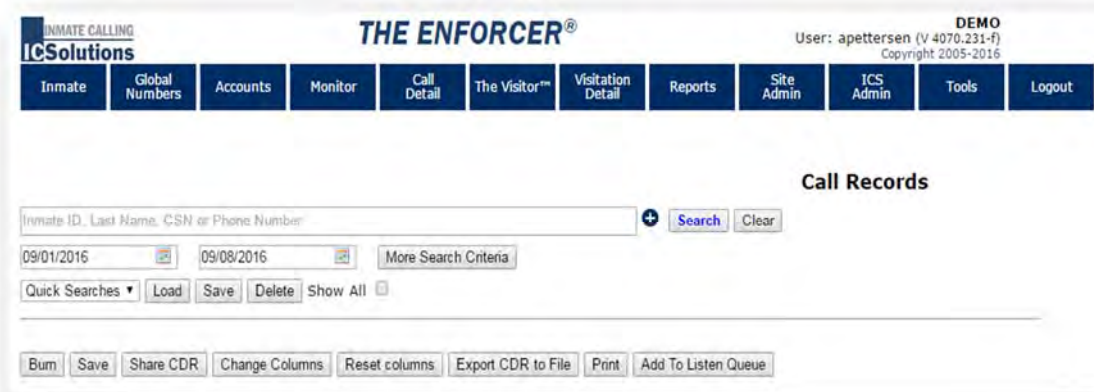 INMATE CALLING
ICSolutions
THE ENFORCER®
DEMO
User: apettersen (V 4070.231-f)
Copyright 2005-2016
Inmate Global Numbers Accounts Monitor Call Detail The Visitor™ Visitation Detail Reports Site Admin ICS Admin Tools Logout
Call Records
Inmate ID, Last Name, CSN or Phone Number Search Clear
09/01/2016 09/08/2016 More Search Criteria
Quick Searches Load Save Delete Show All
Burn Save Share CDR Change Columns Reset columns Export CDR to File Print Add To Listen Queue